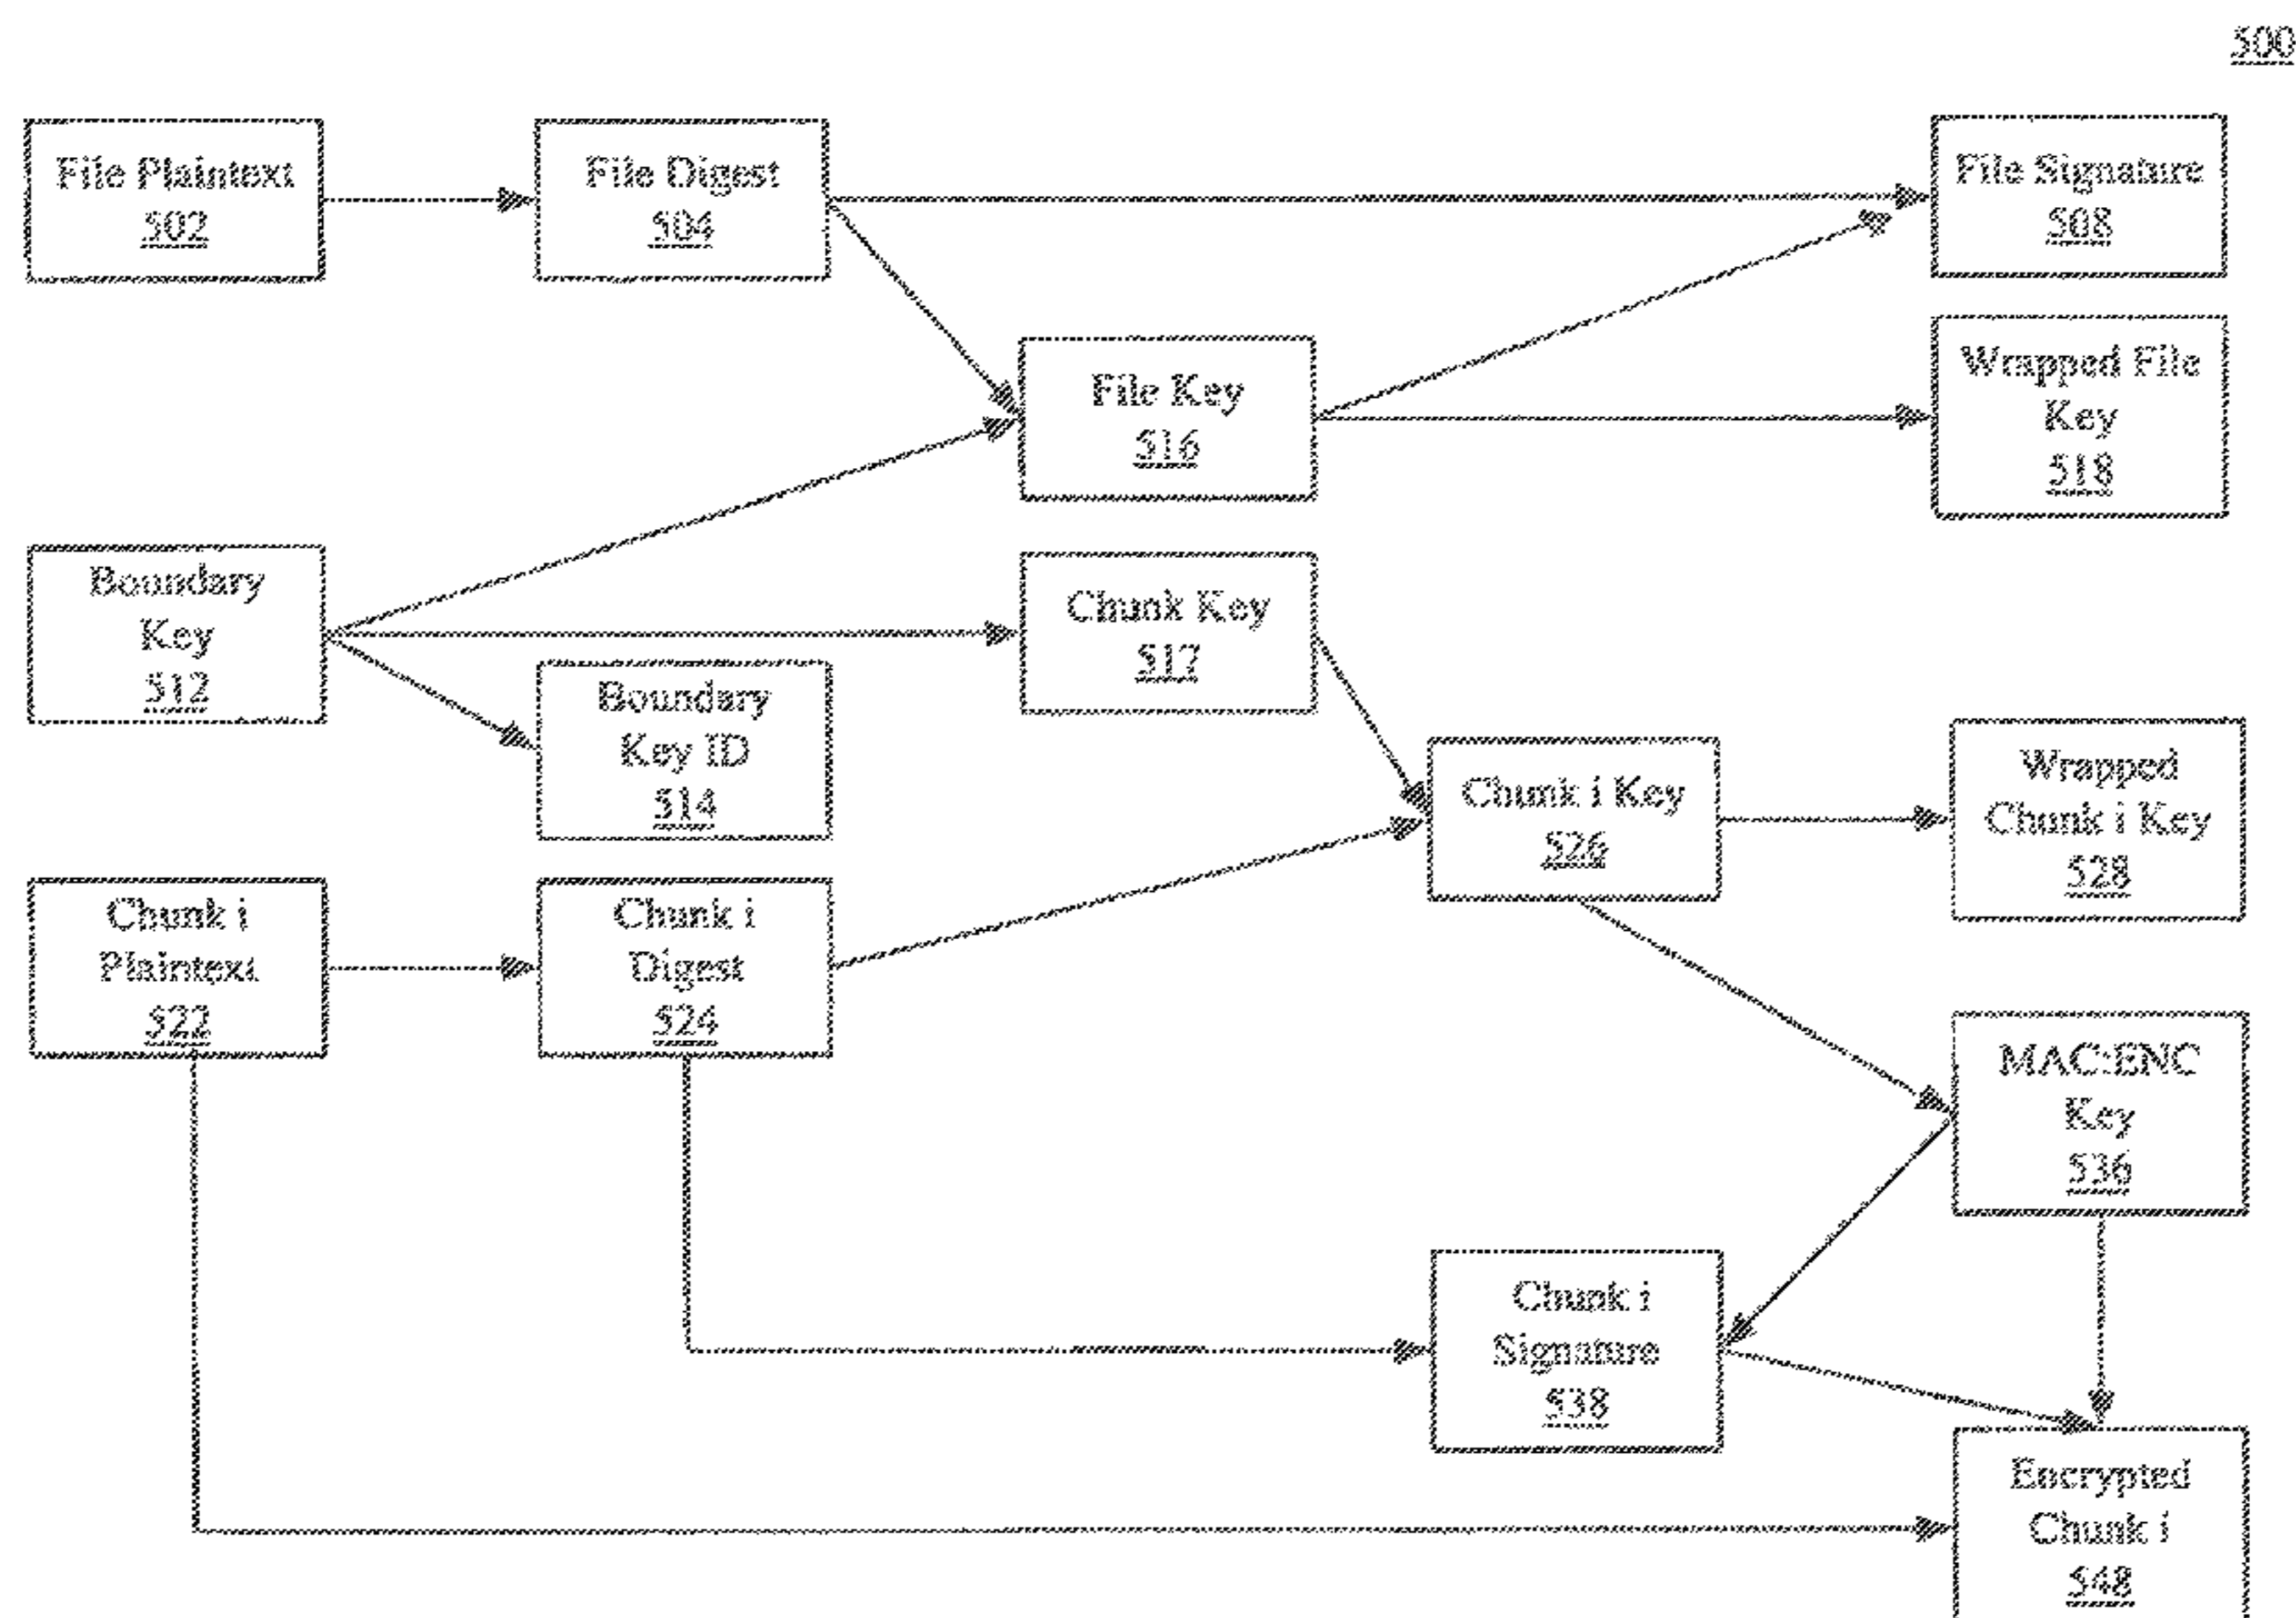 500
File Plaintext
502
File Digest
504
File Signature
508
File Key
516
Wrapped File
Key
518
Boundary
Key
512
Chunk Key
517
Boundary
Key ID
514
Chunk i Key
526
Wrapped
Chunk i Key
528
Chunk i
Plaintext
522
Chunk i
Digest
524
MAC:ENC
Key
536
Chunk i
Signature
538
Encrypted
Chunk i
548